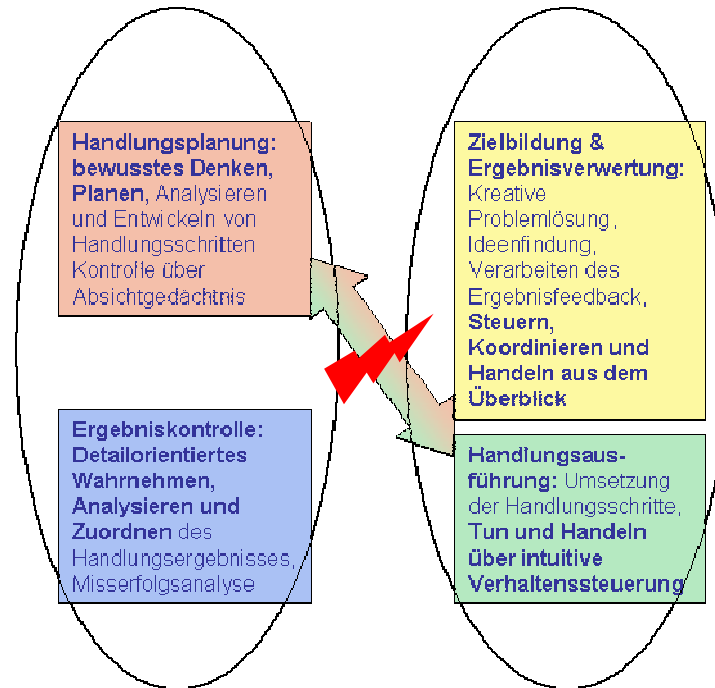 Handlungsplanung:
bewusstes Denken,
Planen, Analysieren
und Entwickeln von
Handlungsschritten
Kontrolle über
Absichtgedächtnis
Ergebniskontrolle:
Detailorientiertes
Wahrnehmen,
Analysieren und
Zuordnen des
Handlungsergebnisses,
Misserfolgsanalyse
Zielbildung &
Ergebnisverwertung:
Kreative
Problemlösung,
Ideenfindung,
Verarbeiten des
Ergebnisfeedback,
Steuern,
Koordinieren und
Handeln aus dem
Überblick
Handlungsaus-
führung: Umsetzung
der Handlungsschritte,
Tun und Handeln
über intuitive
Verhaltenssteuerung